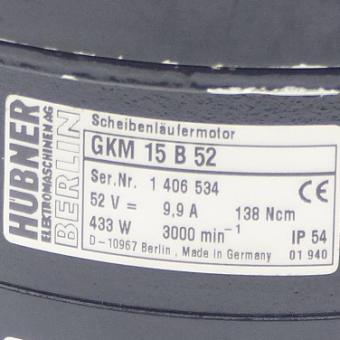 HÜBNER
ELEKTROMASCHINEN AG
BERLIN
Scheibenläufermotor
GKM 15 B 52
Ser.Nr. 1 406 534
CE
52 V = 9,9 A 138 Ncm
433 W 3000 min⁻¹ IP 54
D-10967 Berlin, Made in Germany 01 940